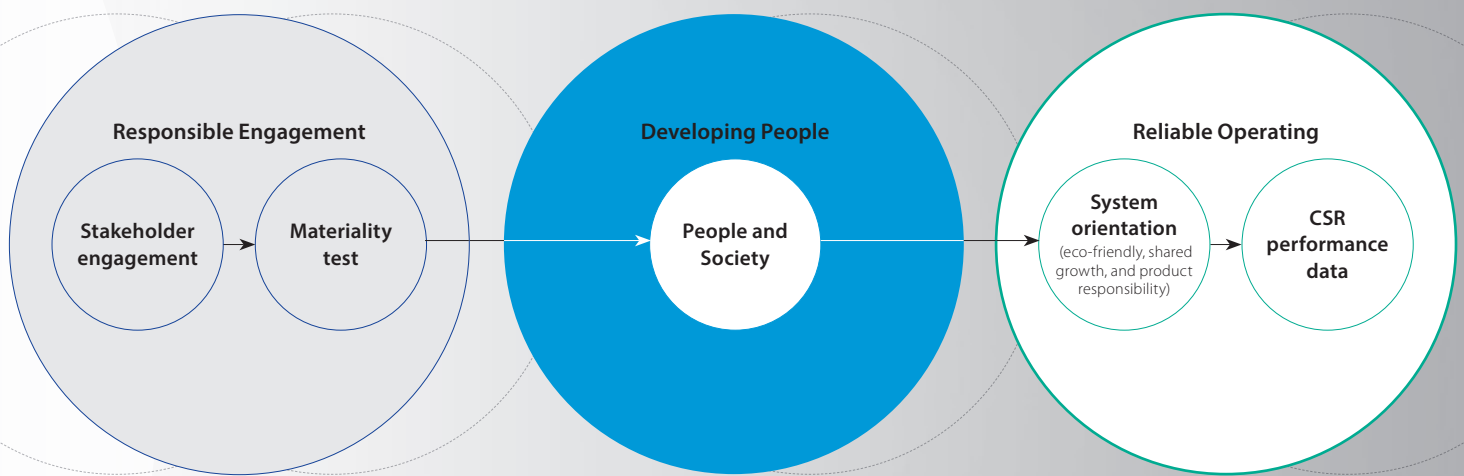 Responsible Engagement
Stakeholder
engagement
Materiality
test
Developing People
People and
Society
Reliable Operating
System
orientation
(eco-friendly, shared
growth, and product
responsibility)
CSR
performance
data